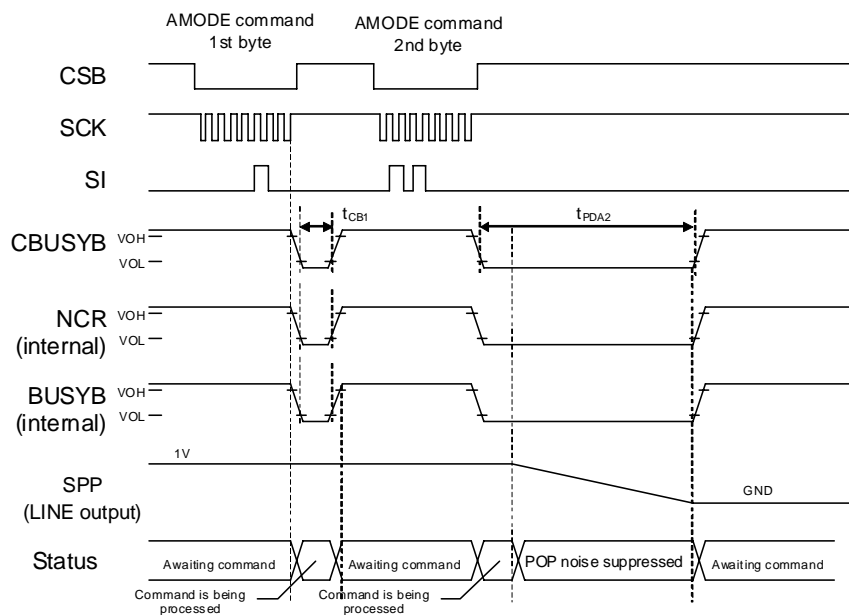 AMODE command
1st byte
AMODE command
2nd byte
CSB
SCK
SI
tCB1
tPDA2
CBUSYB
VOH
VOL
NCR
(internal)
VOH
VOL
BUSYB
(internal)
VOH
VOL
1V
SPP
(LINE output)
GND
Status
Awaiting command
Awaiting command
POP noise suppressed
Awaiting command
Command is being
processed
Command is being
processed